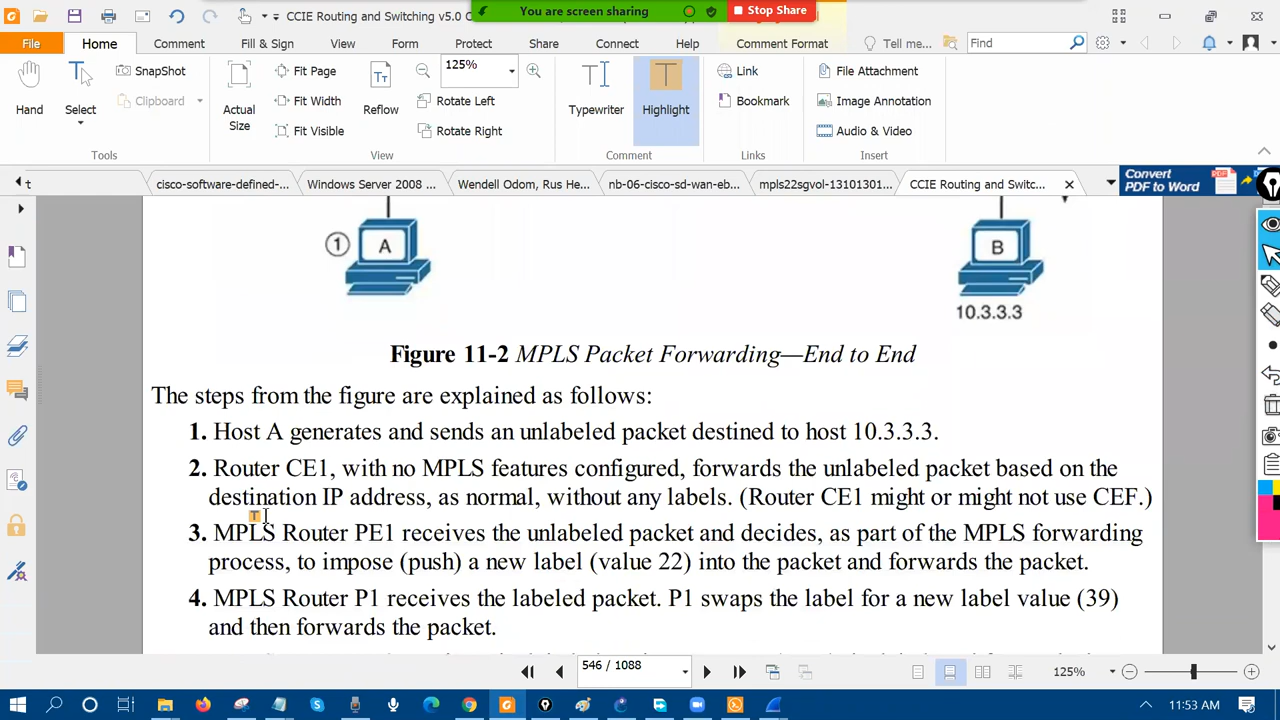 CCIE Routing and Switching v5.0 C
You are screen sharing
Stop Share
File
Home
Comment
Fill & Sign
View
Form
Protect
Share
Connect
Help
Comment Format
Tell me...
Find
Hand
Select
SnapShot
Clipboard
Actual
Size
Fit Page
Fit Width
Fit Visible
Reflow
125%
Rotate Left
Rotate Right
Typewriter
Highlight
Link
Bookmark
File Attachment
Image Annotation
Audio & Video
Tools
View
Comment
Links
Insert
t
cisco-software-defined-...
Windows Server 2008 ...
Wendell Odom, Rus He...
nb-06-cisco-sd-wan-eb...
mpls22sgvol-13101301...
CCIE Routing and Switc...
Convert
PDF to Word
1
A
B
10.3.3.3
Figure 11-2 MPLS Packet Forwarding—End to End
The steps from the figure are explained as follows:
1. Host A generates and sends an unlabeled packet destined to host 10.3.3.3.
2. Router CE1, with no MPLS features configured, forwards the unlabeled packet based on the
destination IP address, as normal, without any labels. (Router CE1 might or might not use CEF.)
3. MPLS Router PE1 receives the unlabeled packet and decides, as part of the MPLS forwarding
process, to impose (push) a new label (value 22) into the packet and forwards the packet.
4. MPLS Router P1 receives the labeled packet. P1 swaps the label for a new label value (39)
and then forwards the packet.
546 / 1088
125%
11:53 AM